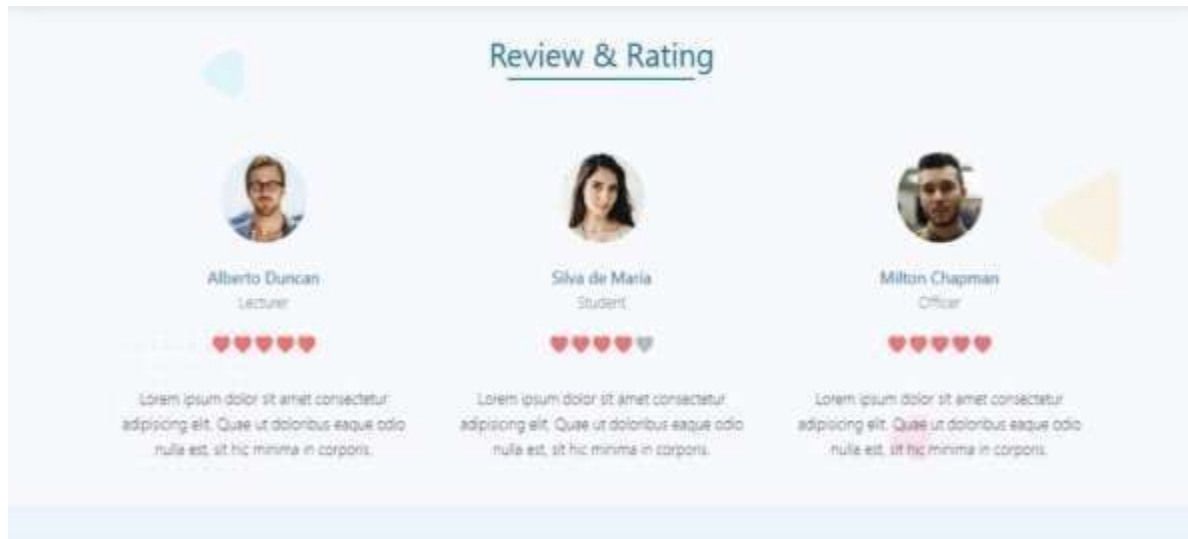 Review & Rating
Alberto Duncan
Lecturer
Lorem ipsum dolor sit amet consectetur
adipisicing elit. Quae ut doloribus eaque odio
nulla est, sit hic minima in corporis.
Silva de Maria
Student
Lorem ipsum dolor sit amet consectetur
adipisicing elit. Quae ut doloribus eaque odio
nulla est, sit hic minima in corporis.
Milton Chapman
Officer
Lorem ipsum dolor sit amet consectetur
adipisicing elit. Quae ut doloribus eaque odio
nulla est, sit hic minima in corporis.